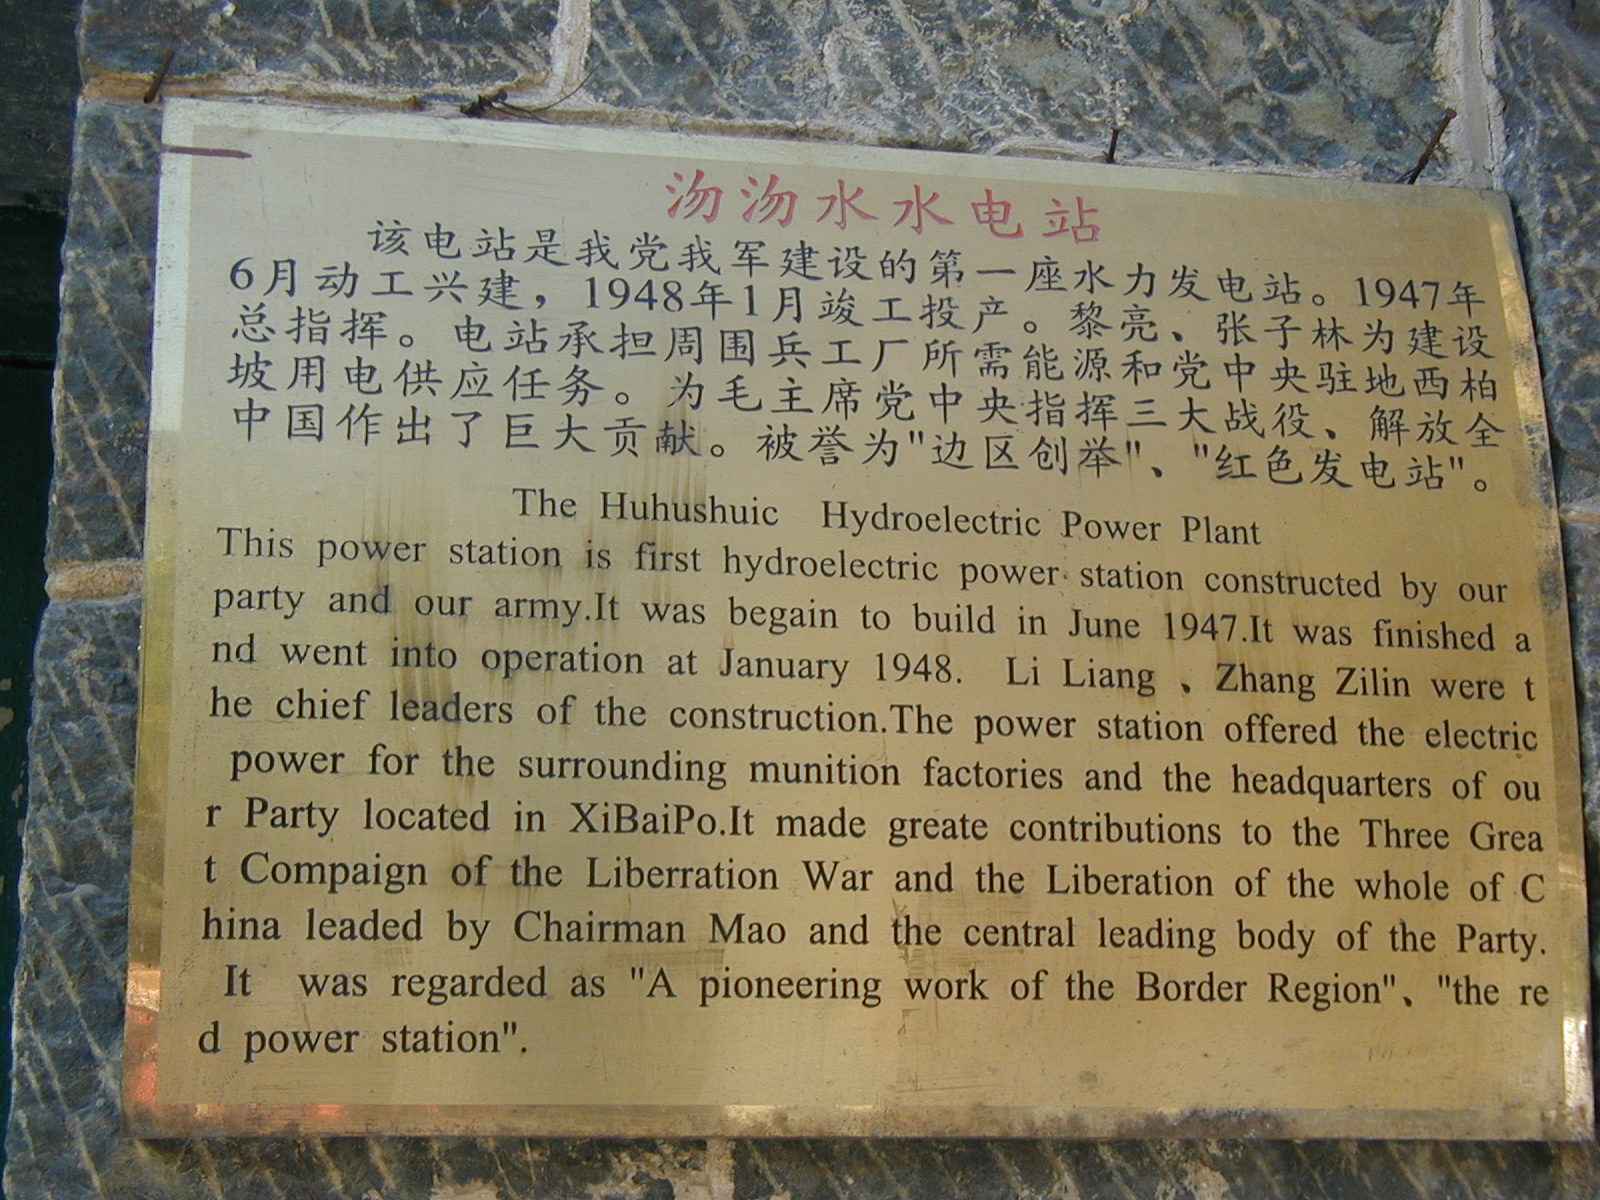 沕沕水水电站
该电站是我党我军建设的第一座水力发电站。1947年
6月动工兴建，1948年1月竣工投产。黎亮、张子林为建设
总指挥。电站承担周围兵工厂所需能源和党中央驻地西柏
坡用电供应任务。为毛主席党中央指挥三大战役、解放全
中国作出了巨大贡献。被誉为"边区创举"、"红色发电站"。
The Huhushuic Hydroelectric Power Plant
This power station is first hydroelectric power station constructed by our
party and our army.It was begain to build in June 1947.It was finished a
nd went into operation at January 1948. Li Liang 、Zhang Zilin were t
he chief leaders of the construction.The power station offered the electric
power for the surrounding munition factories and the headquarters of ou
r Party located in XiBaiPo.It made greate contributions to the Three Grea
t Compaign of the Liberration War and the Liberation of the whole of C
hina leaded by Chairman Mao and the central leading body of the Party.
It was regarded as "A pioneering work of the Border Region"、"the re
d power station".